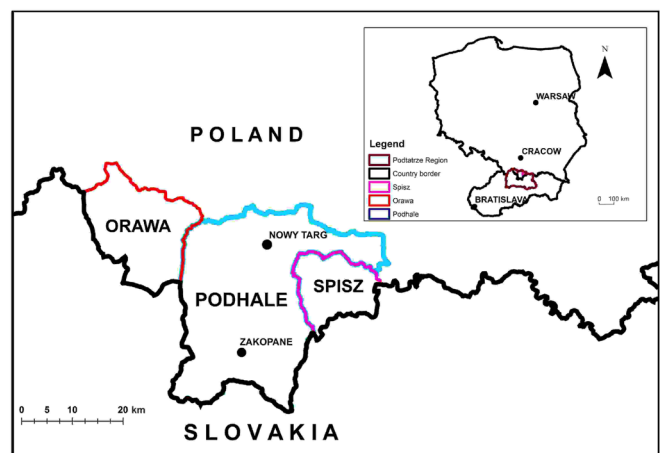 POLAND
ORAWA
NOWY TARG
PODHALE
SPISZ
ZAKOPANE
0 10 20 km
SLOVAKIA
N
WARSAW
CRACOW
BRATISLAVA
0 100 km
Legend
Podtatrze Region
Country border
Spisz
Orawa
Podhale